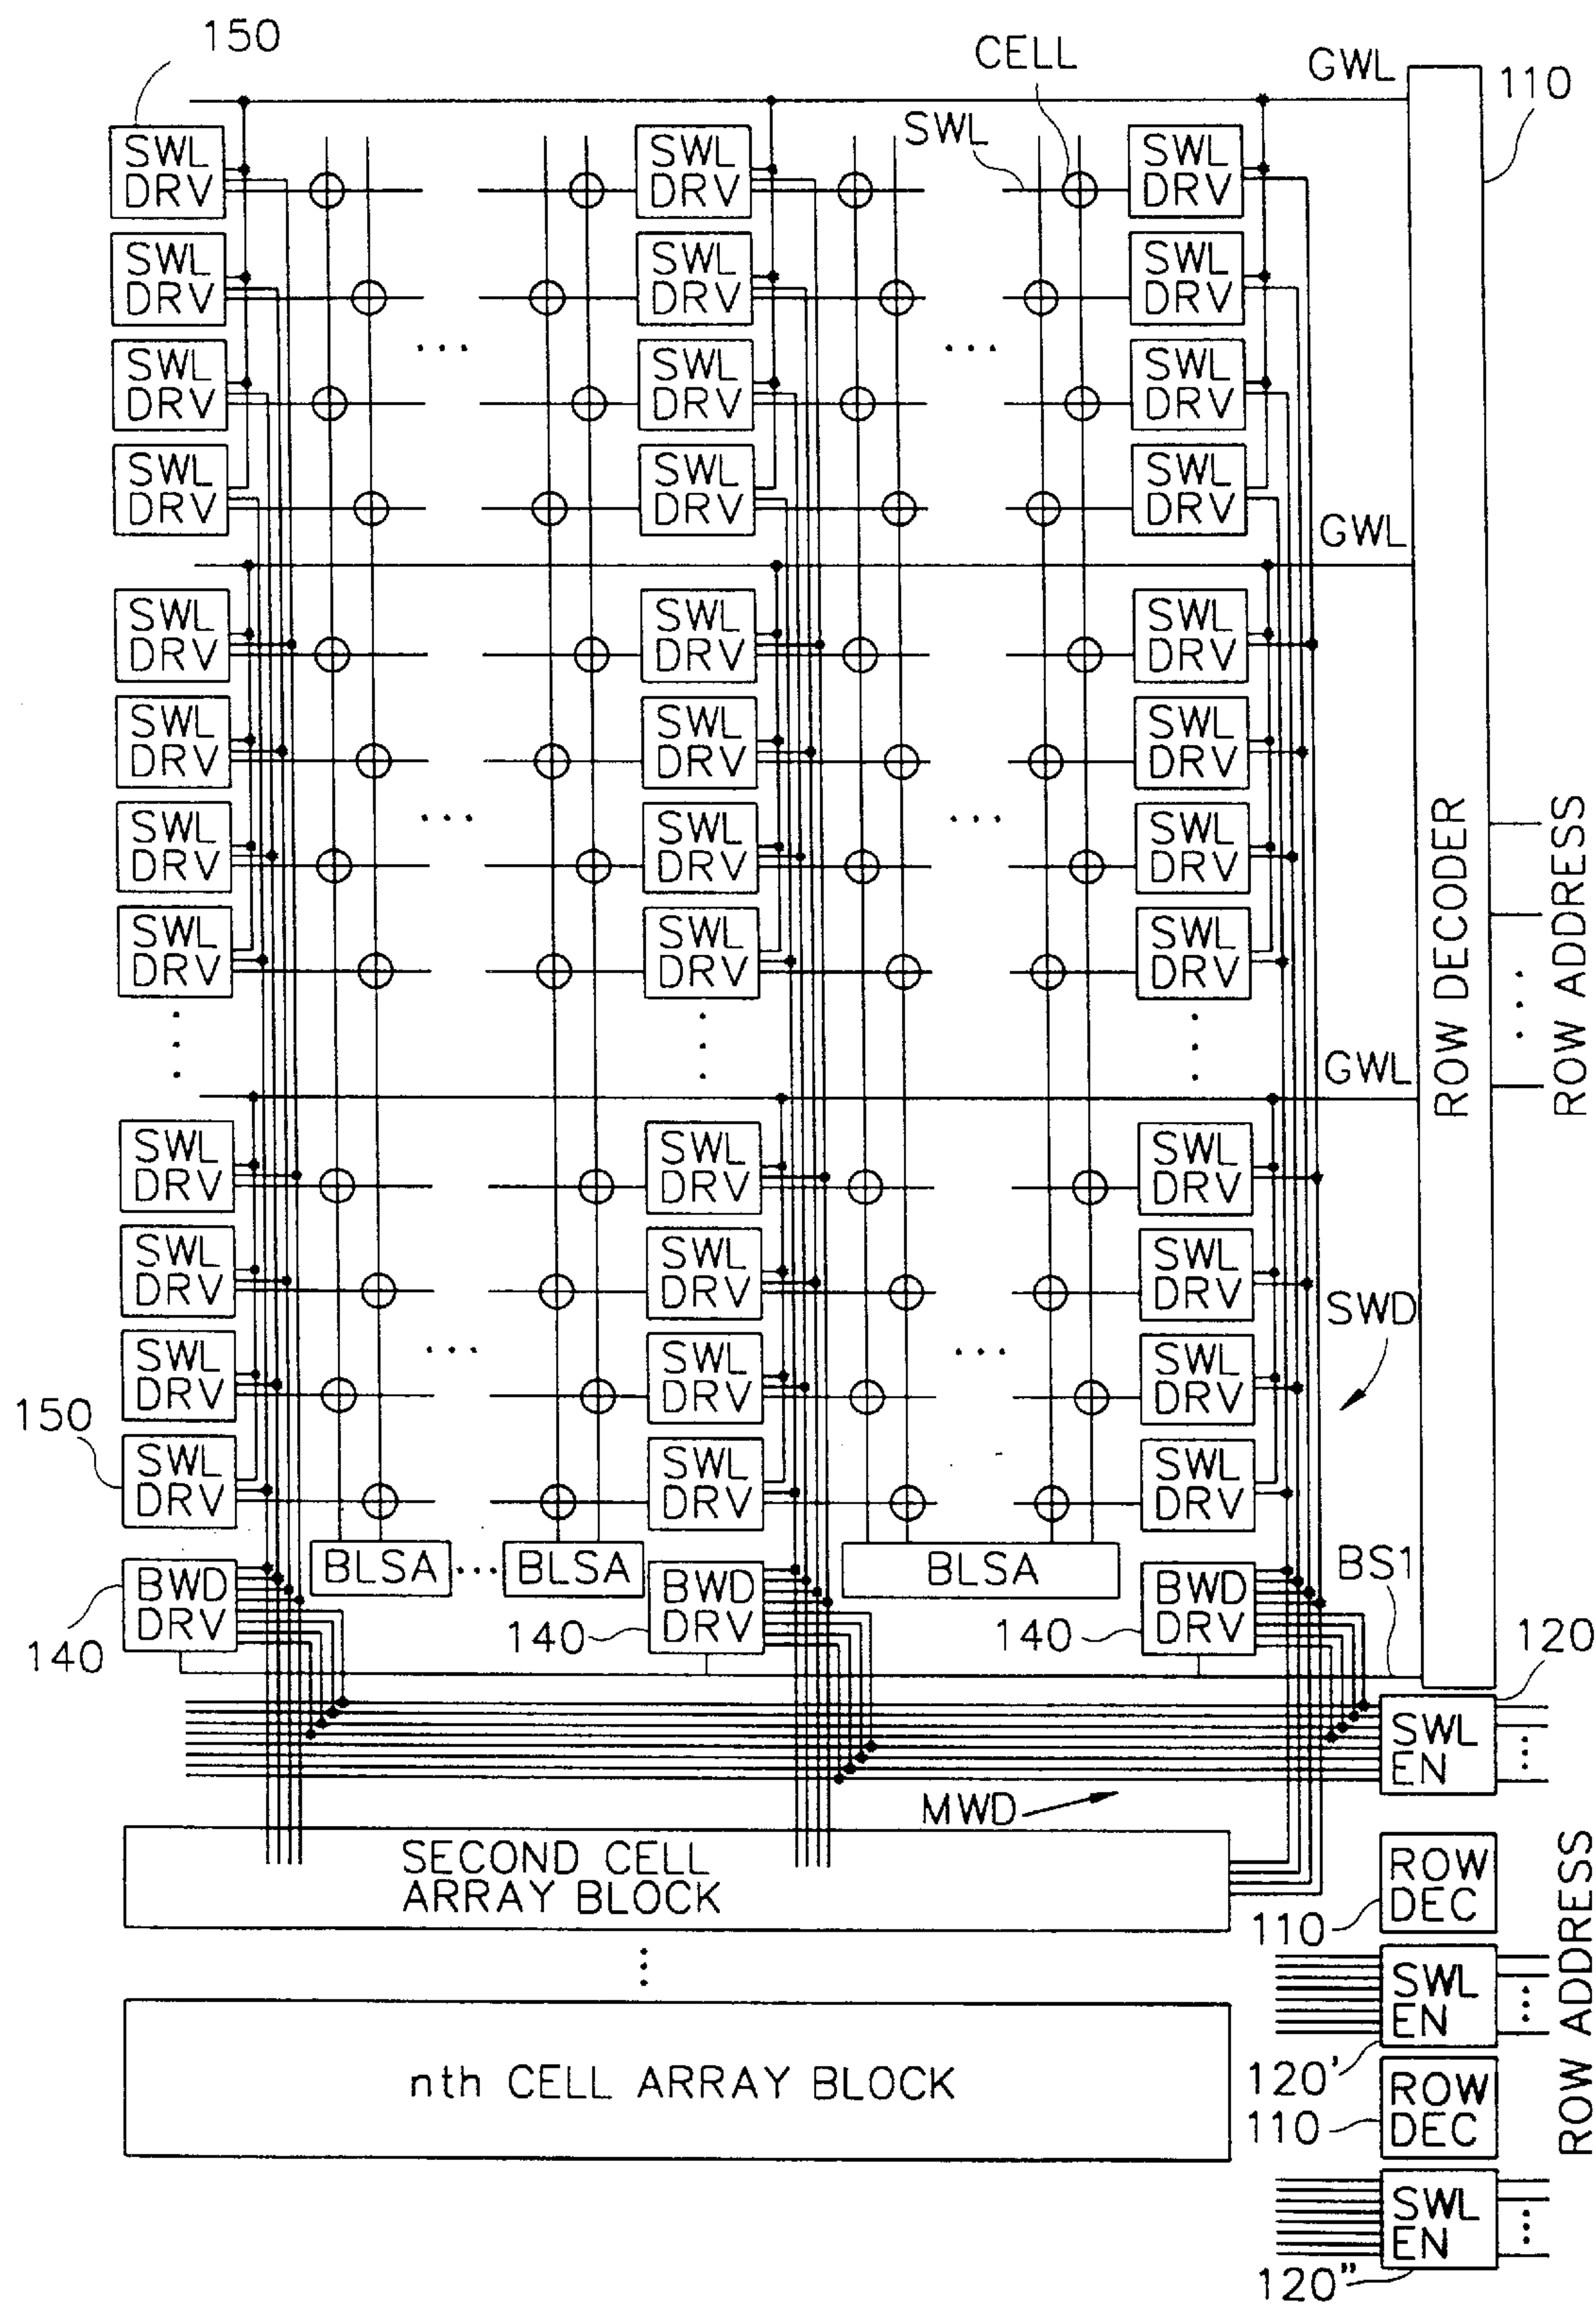 150
CELL
GWL
110
SWL
SWL DRV
SWL DRV
SWL DRV
SWL DRV
SWL DRV
SWL DRV
SWL DRV
SWL DRV
SWL DRV
SWL DRV
SWL DRV
SWL DRV
GWL
SWL DRV
SWL DRV
SWL DRV
SWL DRV
SWL DRV
SWL DRV
SWL DRV
SWL DRV
SWL DRV
SWL DRV
SWL DRV
SWL DRV
ROW DECODER
ROW ADDRESS
GWL
SWL DRV
SWL DRV
SWL DRV
SWL DRV
SWL DRV
SWL DRV
SWD
SWL DRV
SWL DRV
SWL DRV
150
SWL DRV
SWL DRV
SWL DRV
BLSA
BLSA
BLSA
BS1
BWD DRV
BWD DRV
BWD DRV
140
140
140
120
SWL
EN
MWD
SECOND CELL
ARRAY BLOCK
ROW
DEC
110
ROW ADDRESS
SWL
EN
120'
nth CELL ARRAY BLOCK
ROW
DEC
110
SWL
EN
120"